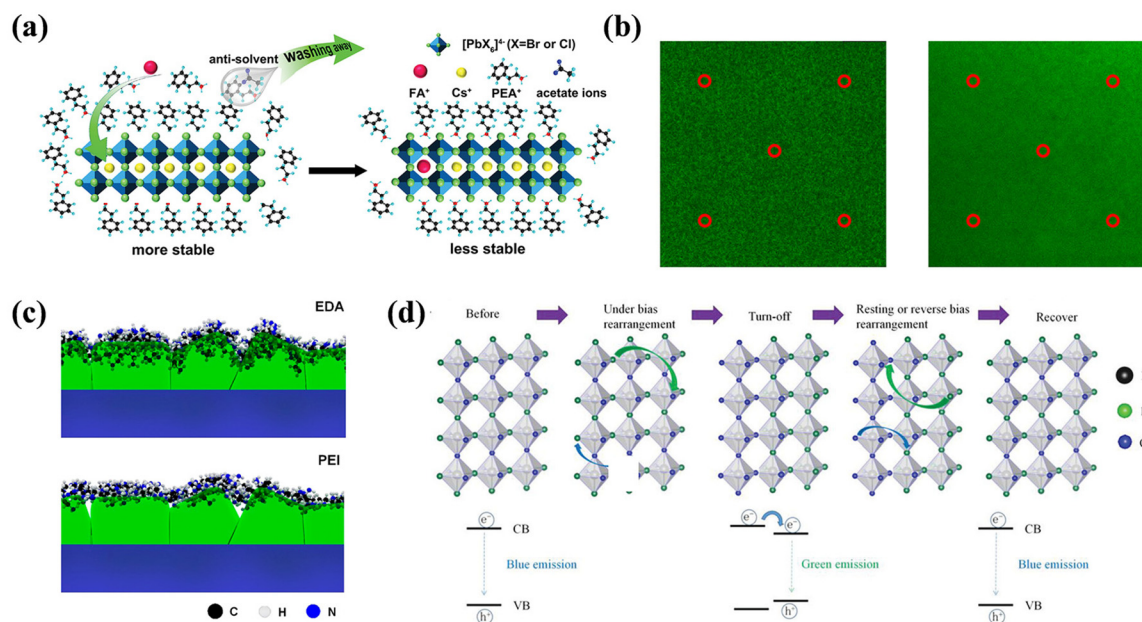 (a)
anti-solvent
Washing away
[PbX₆]⁴⁻(X=Br or Cl)
FA⁺
Cs⁺
PEA⁺
acetate ions
more stable
less stable
(b)
(c)
EDA
PEI
C
H
N
(d)
Before
Under bias
rearrangement
Turn-off
Resting or reverse bias
rearrangement
Recover
e⁻
CB
Blue emission
VB
h⁺
e⁻
e⁻
Green emission
h⁺
e⁻
CB
Blue emission
VB
h⁺